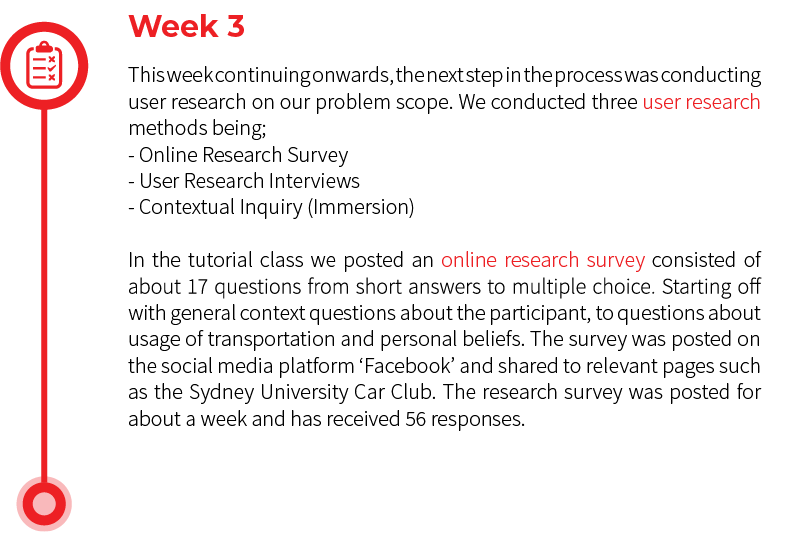 Week 3
This week continuing onwards, the next step in the process was conducting
user research on our problem scope. We conducted three user research
methods being;
- Online Research Survey
- User Research Interviews
- Contextual Inquiry (Immersion)
In the tutorial class we posted an online research survey consisted of
about 17 questions from short answers to multiple choice. Starting off
with general context questions about the participant, to questions about
usage of transportation and personal beliefs. The survey was posted on
the social media platform ‘Facebook’ and shared to relevant pages such
as the Sydney University Car Club. The research survey was posted for
about a week and has received 56 responses.